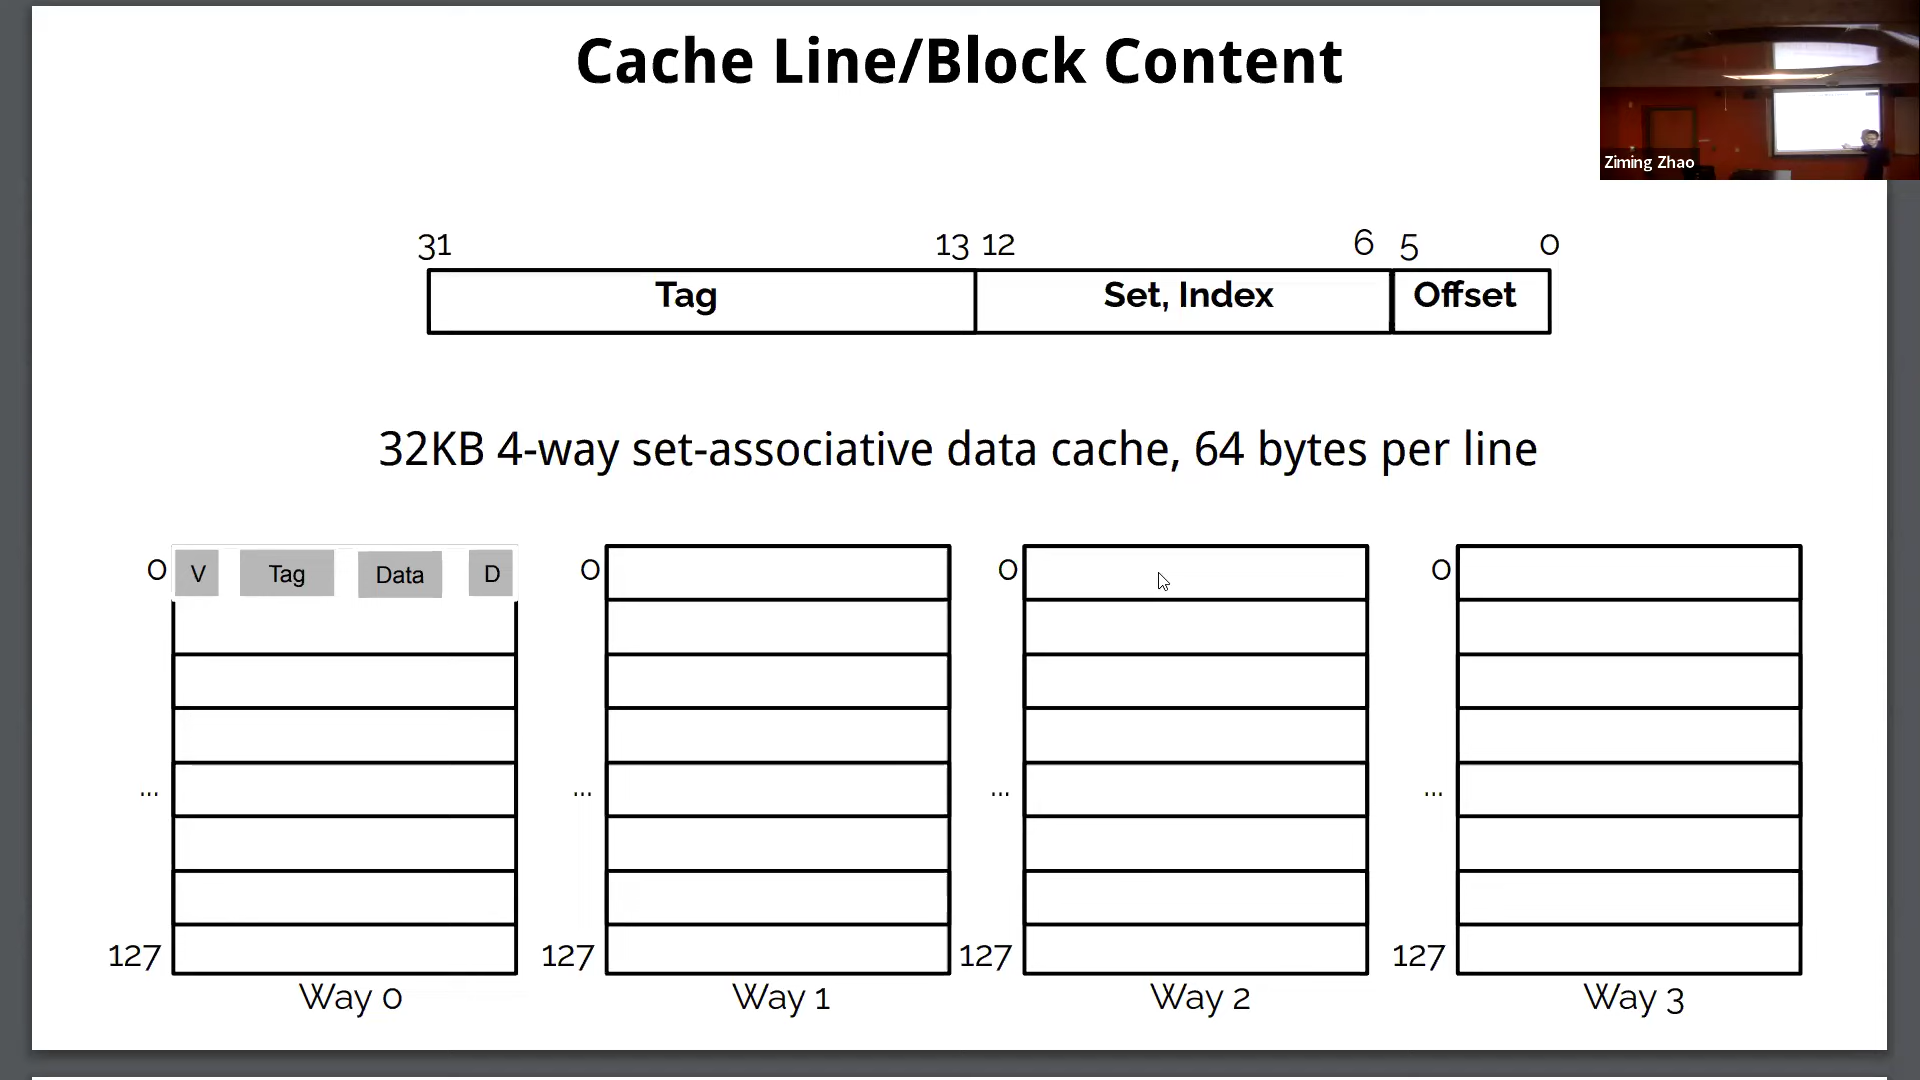 Cache Line/Block Content
Ziming Zhao
31 13 12 6 5 0
Tag Set, Index Offset
32KB 4-way set-associative data cache, 64 bytes per line
0 V Tag Data D 0 0 0
... ... ... ...
127 127 127 127
Way 0 Way 1 Way 2 Way 3